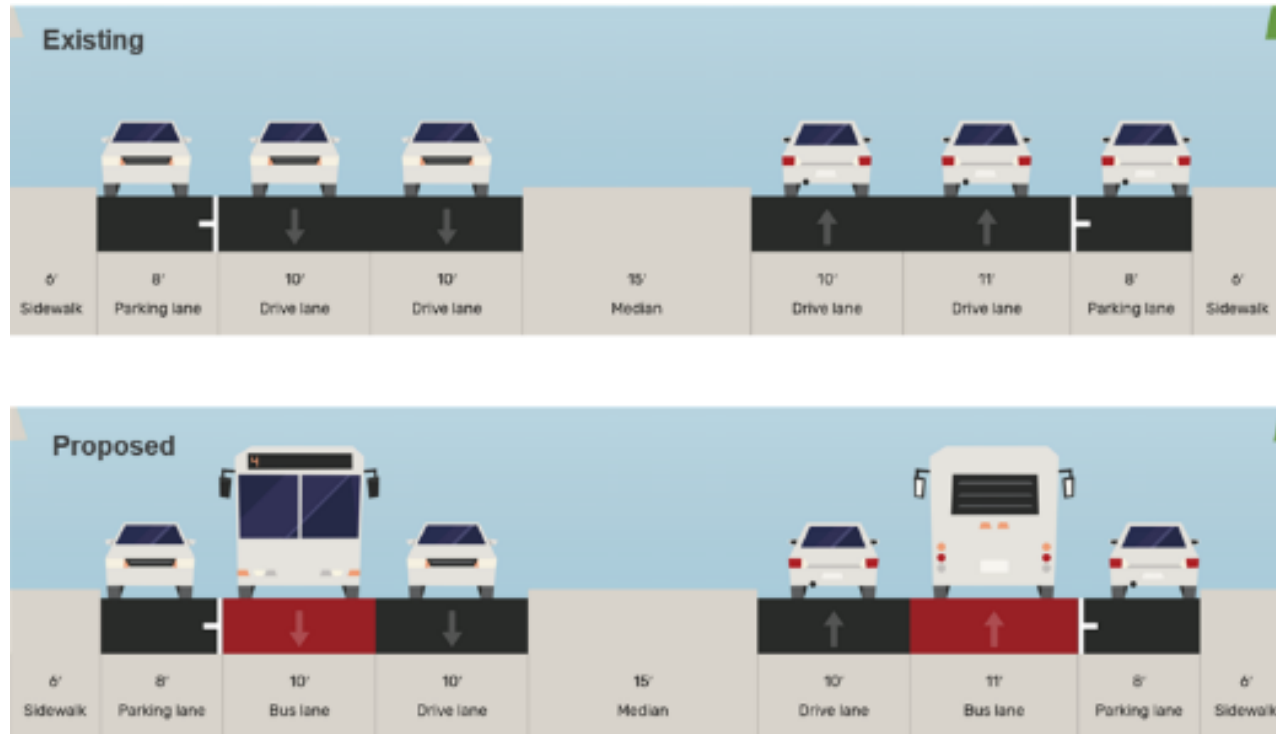 Existing
6' 8' 10' 10' 15' 10' 11' 8' 6'
Sidewalk Parking lane Drive lane Drive lane Median Drive lane Drive lane Parking lane Sidewalk
Proposed
4
6' 8' 10' 10' 15' 10' 11' 8' 6'
Sidewalk Parking lane Bus lane Drive lane Median Drive lane Bus lane Parking lane Sidewalk